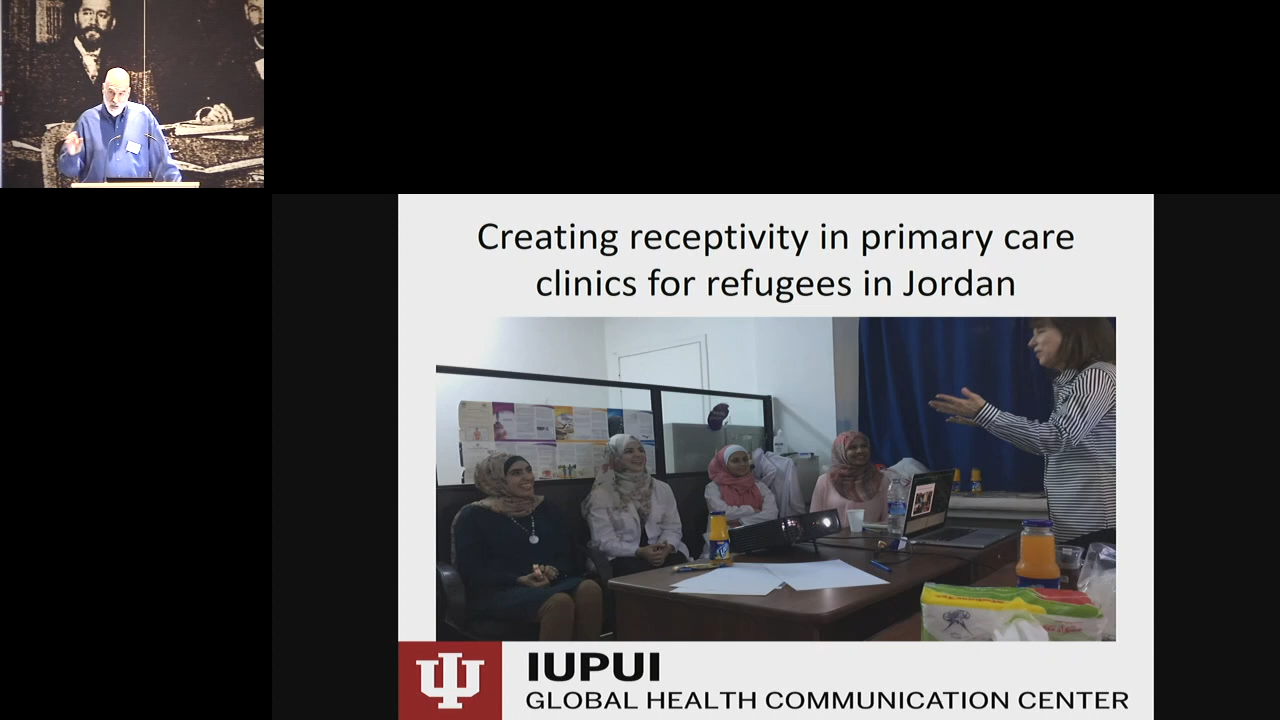 Creating receptivity in primary care
clinics for refugees in Jordan
IUPUI
GLOBAL HEALTH COMMUNICATION CENTER